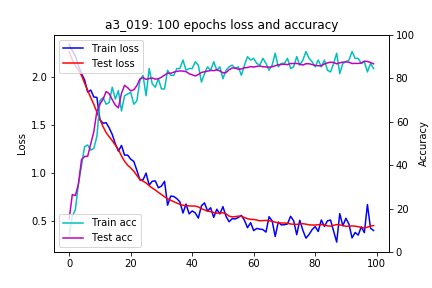 a3_019: 100 epochs loss and accuracy
Train loss
Test loss
Train acc
Test acc
Loss
2.0
1.5
1.0
0.5
Accuracy
100
80
60
40
20
0
0
20
40
60
80
100